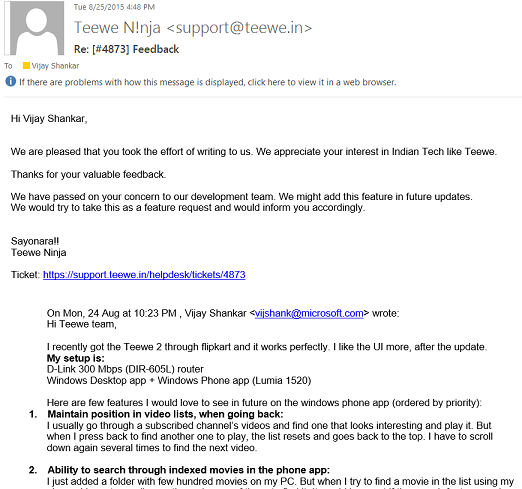 Tue 8/25/2015 4:48 PM
Teewe N!nja <support@teewe.in>
Re: [#4873] Feedback
To Vijay Shankar
If there are problems with how this message is displayed, click here to view it in a web browser.
Hi Vijay Shankar,
We are pleased that you took the effort of writing to us. We appreciate your interest in Indian Tech like Teewe.
Thanks for your valuable feedback.
We have passed on your concern to our development team. We might add this feature in future updates.
We would try to take this as a feature request and would inform you accordingly.
Sayonara!!
Teewe Ninja
Ticket: https://support.teewe.in/helpdesk/tickets/4873
On Mon, 24 Aug at 10:23 PM , Vijay Shankar <vijshank@microsoft.com> wrote:
Hi Teewe team,
I recently got the Teewe 2 through flipkart and it works perfectly. I like the UI more, after the update.
My setup is:
D-Link 300 Mbps (DIR-605L) router
Windows Desktop app + Windows Phone app (Lumia 1520)
Here are few features I would love to see in future on the windows phone app (ordered by priority):
1. Maintain position in video lists, when going back:
I usually go through a subscribed channel's videos and find one that looks interesting and play it. But
when I press back to find another one to play, the list resets and goes back to the top. I have to scroll
down again several times to find the next video.
2. Ability to search through indexed movies in the phone app:
I just added a folder with few hundred movies on my PC. But when I try to find a movie in the list using my